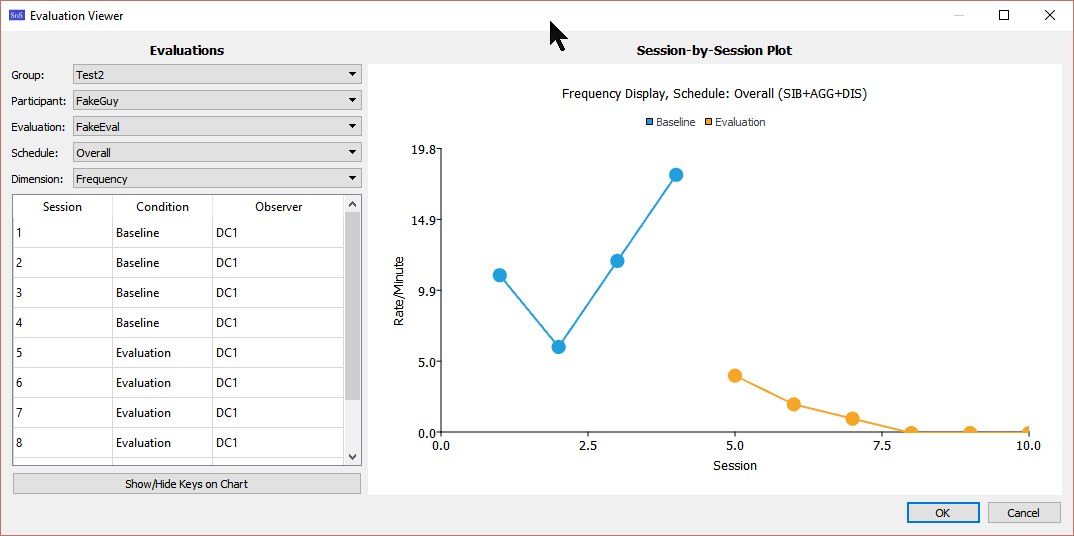 SnS Evaluation Viewer
Evaluations
Group: Test2
Participant: FakeGuy
Evaluation: FakeEval
Schedule: Overall
Dimension: Frequency
Session Condition Observer
1 Baseline DC1
2 Baseline DC1
3 Baseline DC1
4 Baseline DC1
5 Evaluation DC1
6 Evaluation DC1
7 Evaluation DC1
8 Evaluation DC1
Show/Hide Keys on Chart
Session-by-Session Plot
Frequency Display, Schedule: Overall (SIB+AGG+DIS)
Baseline Evaluation
Rate/Minute
19.8
14.9
9.9
5.0
0.0
0.0 2.5 5.0 7.5 10.0
Session
OK Cancel